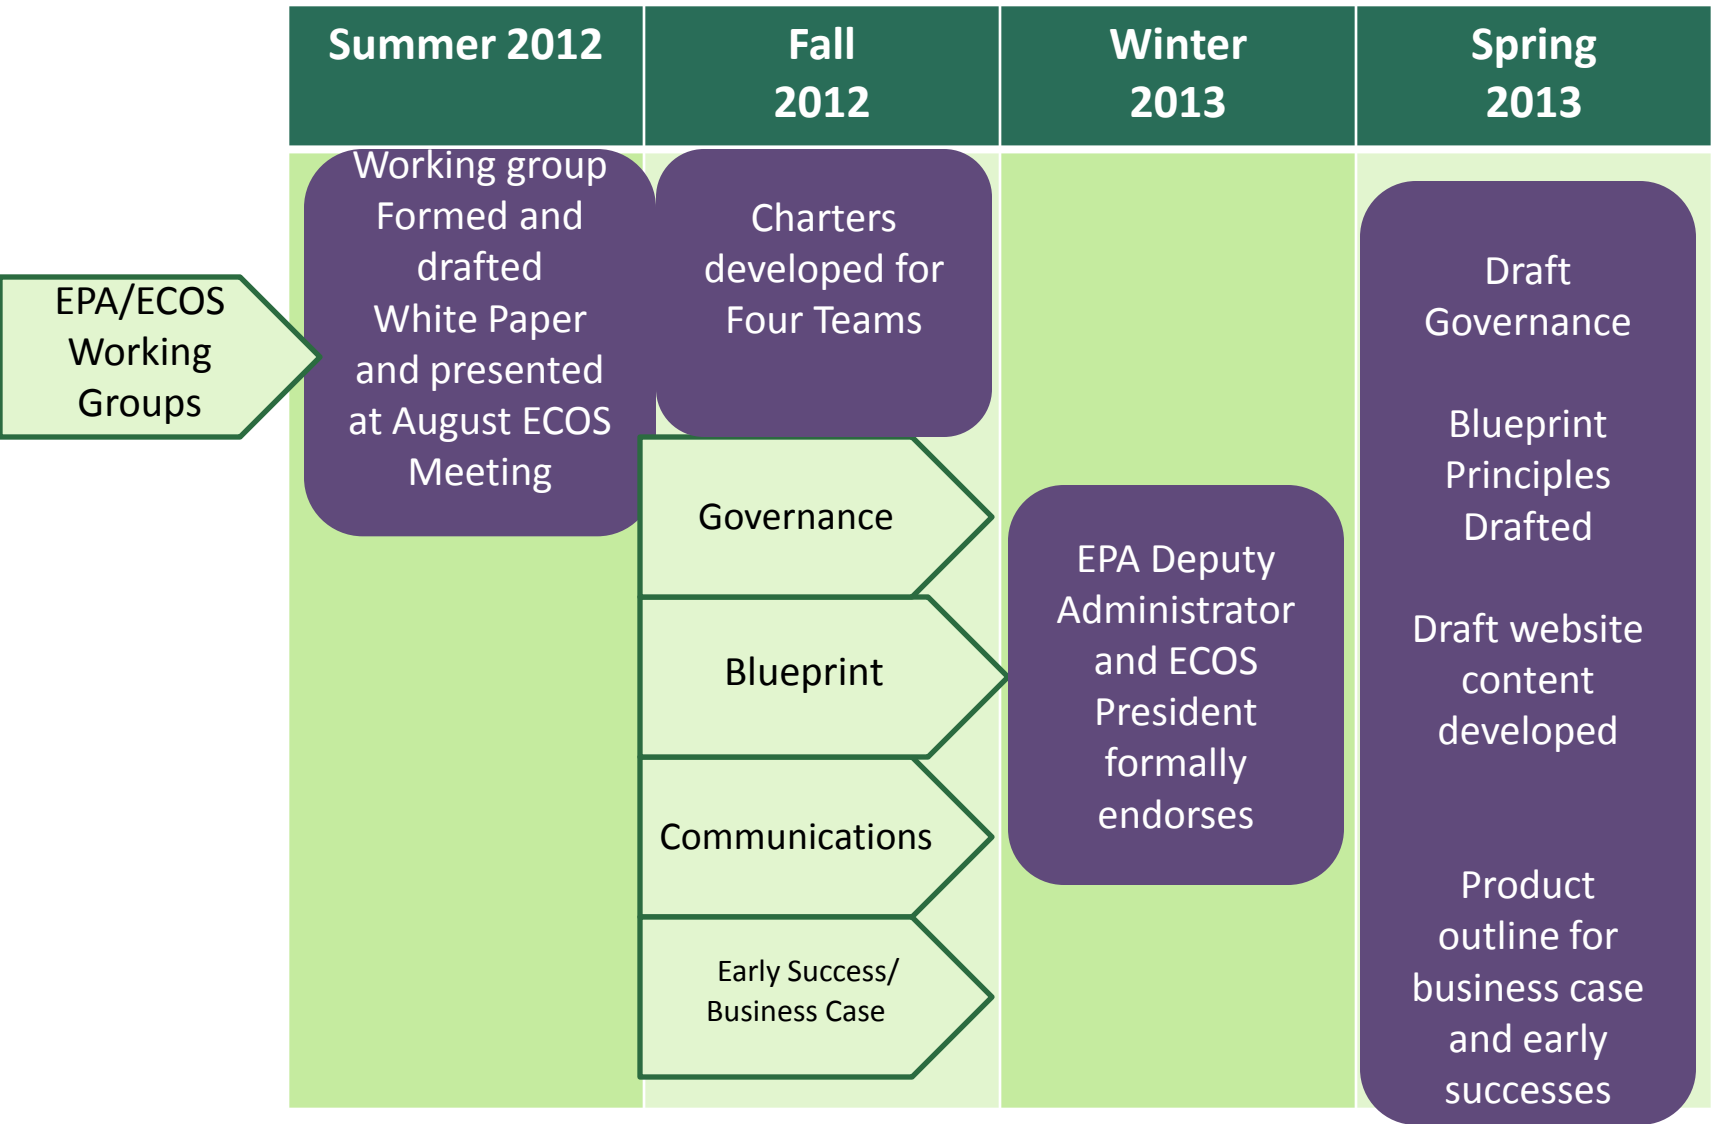 Summer 2012
Fall
2012
Winter
2013
Spring
2013
EPA/ECOS
Working
Groups
Working group
Formed and
drafted
White Paper
and presented
at August ECOS
Meeting
Charters
developed for
Four Teams
Governance
Blueprint
Communications
Early Success/
Business Case
EPA Deputy
Administrator
and ECOS
President
formally
endorses
Draft
Governance
Blueprint
Principles
Drafted
Draft website
content
developed
Product
outline for
business case
and early
successes